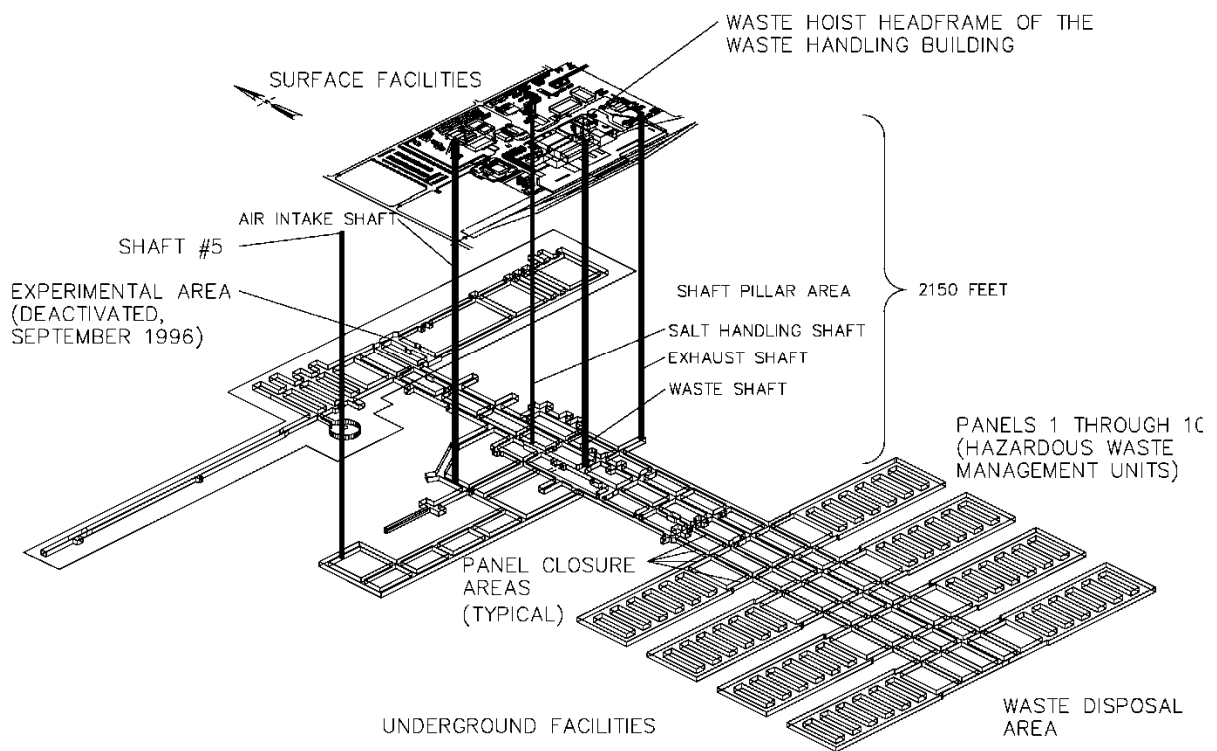 WASTE HOIST HEADFRAME OF THE
WASTE HANDLING BUILDING
SURFACE FACILITIES
AIR INTAKE SHAFT
SHAFT #5
EXPERIMENTAL AREA
(DEACTIVATED,
SEPTEMBER 1996)
SHAFT PILLAR AREA
2150 FEET
SALT HANDLING SHAFT
EXHAUST SHAFT
WASTE SHAFT
PANELS 1 THROUGH 10
(HAZARDOUS WASTE
MANAGEMENT UNITS)
PANEL CLOSURE
AREAS
(TYPICAL)
WASTE DISPOSAL
AREA
UNDERGROUND FACILITIES